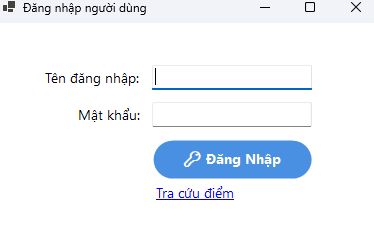 Đăng nhập người dùng
Tên đăng nhập:
Mật khẩu:
Đăng Nhập
Tra cứu điểm